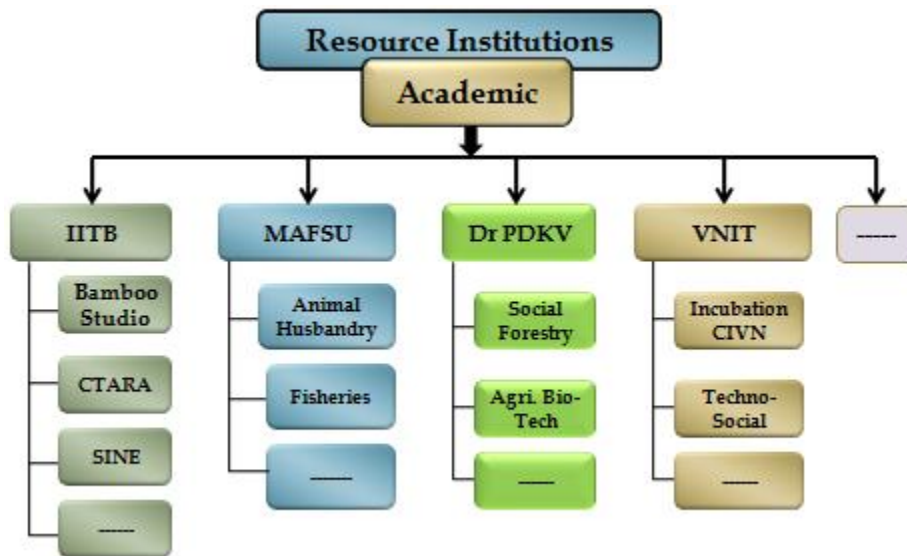 Resource Institutions
Academic
IITB
MAFSU
Dr PDKV
VNIT
-----
Bamboo
Studio
CTARA
SINE
------
Animal
Husbandry
Fisheries
-------
Social
Forestry
Agri. Bio-
Tech
-----
Incubation
CIVN
Techno-
Social
-----